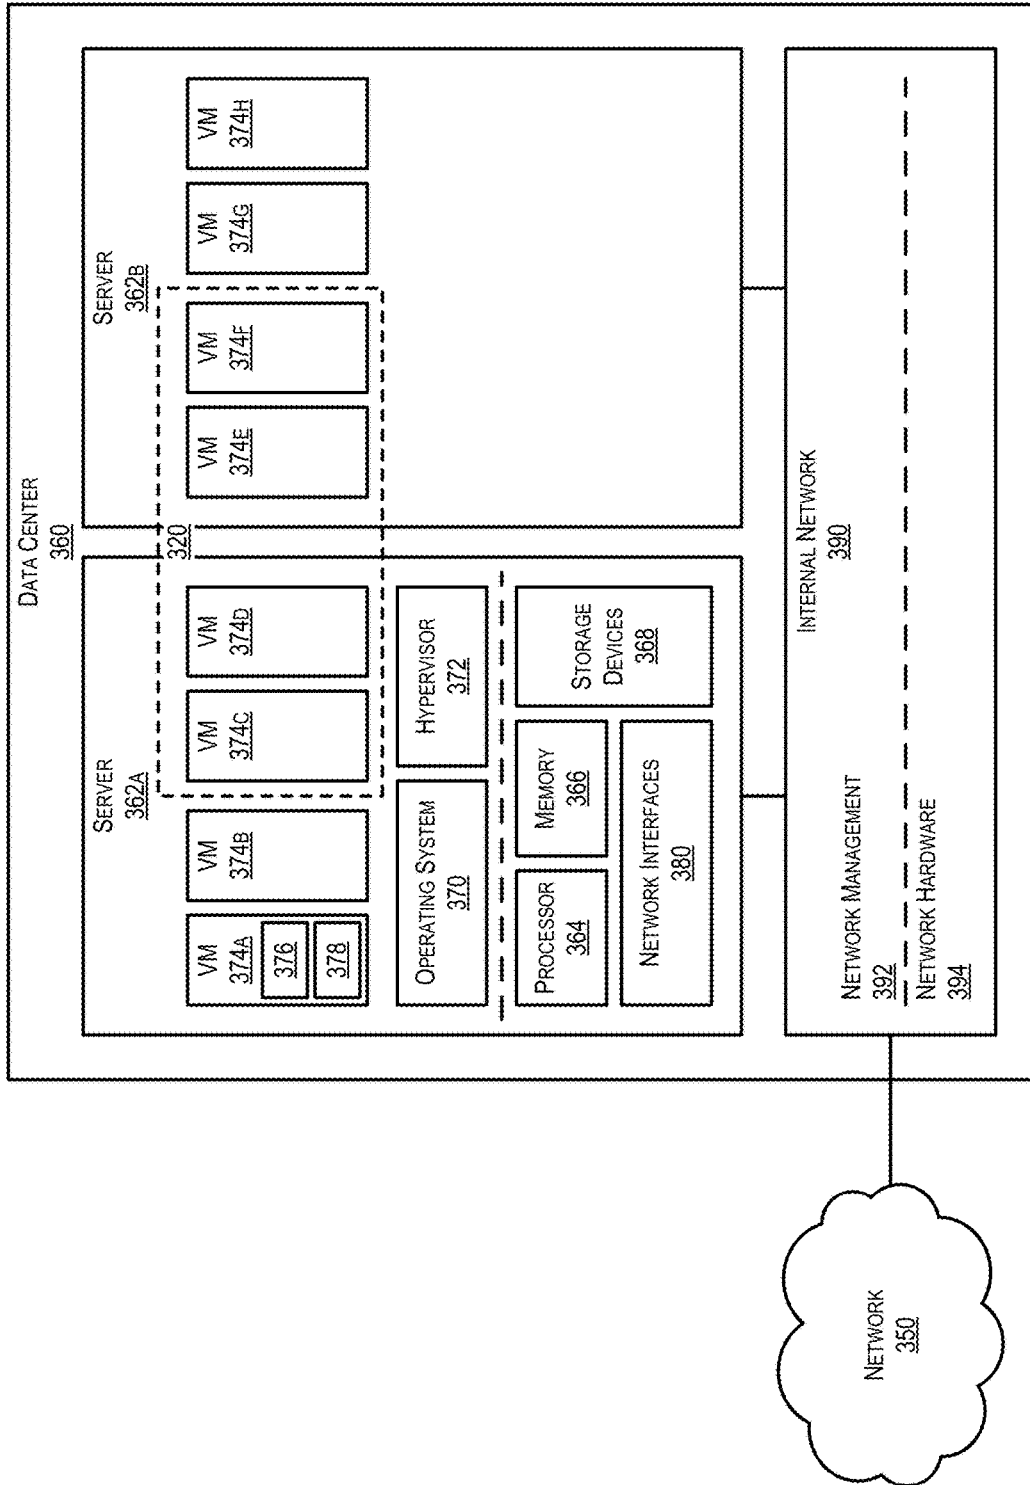 DATA CENTER
360
SERVER
362A
320
SERVER
362B
VM
374A
376
378
VM
374B
VM
374C
VM
374D
VM
374E
VM
374F
VM
374G
VM
374H
OPERATING SYSTEM
370
HYPERVISOR
372
PROCESSOR
364
MEMORY
366
STORAGE
DEVICES
368
NETWORK INTERFACES
380
INTERNAL NETWORK
390
NETWORK MANAGEMENT
392
NETWORK HARDWARE
394
NETWORK
350